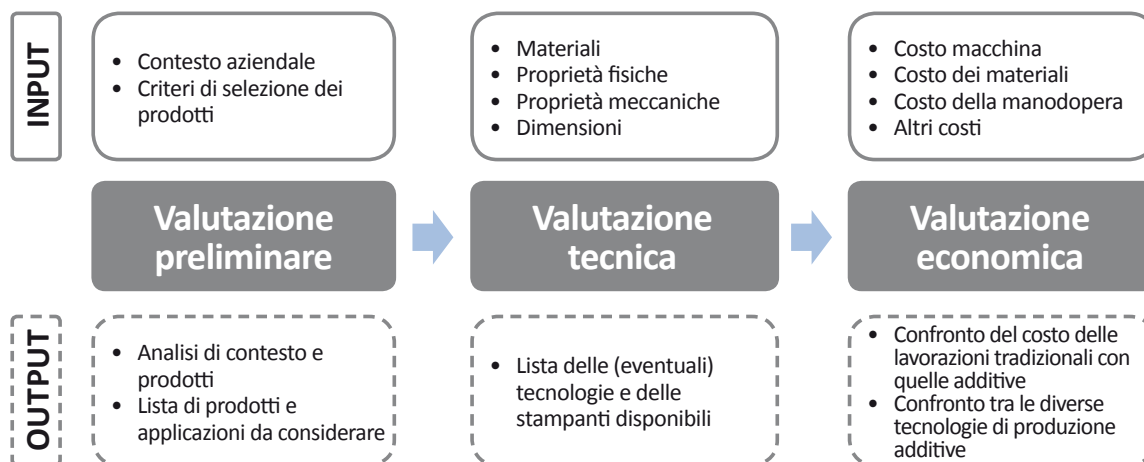 INPUT
• Contesto aziendale
• Criteri di selezione dei
prodotti
• Materiali
• Proprietà fisiche
• Proprietà meccaniche
• Dimensioni
• Costo macchina
• Costo dei materiali
• Costo della manodopera
• Altri costi
Valutazione
preliminare
Valutazione
tecnica
Valutazione
economica
OUTPUT
• Analisi di contesto e
prodotti
• Lista di prodotti e
applicazioni da considerare
• Lista delle (eventuali)
tecnologie e delle
stampanti disponibili
• Confronto del costo delle
lavorazioni tradizionali con
quelle additive
• Confronto tra le diverse
tecnologie di produzione
additive